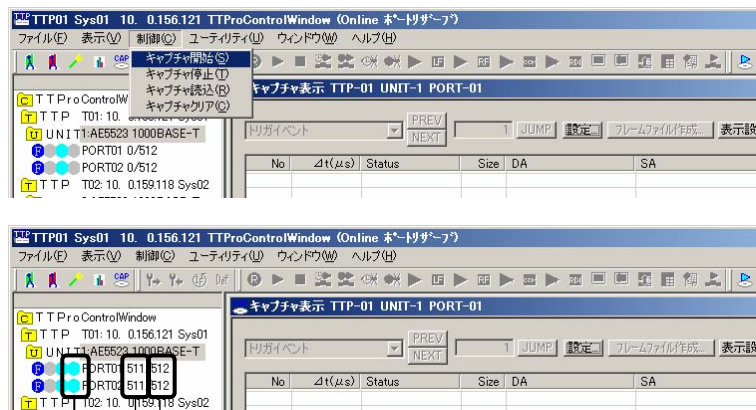 TTP01 Sys01 10. 0.156.121 TTProControlWindow (Online ﾎﾟｰﾄﾘｻﾞｰﾌﾞ)
ファイル(F) 表示(V) 制御(C) ユーティリティ(U) ウィンドウ(W) ヘルプ(H)
キャプチャ開始(S)
キャプチャ停止(T)
キャプチャ読込(R)
キャプチャクリア(C)
CAP
LF
RF
キャプチャ表示 TTP-01 UNIT-1 PORT-01
TTProControlW
TTP T01: 10.
UNIT1:AE5523 1000BASE-T
PORT01 0/512
PORT02 0/512
TTP T02: 10. 0.159.118 Sys02
トリガイベント
PREV
NEXT
1 JUMP 設定... フレームファイル作成... 表示設
No Δt(μs) Status Size DA SA
TTP01 Sys01 10. 0.156.121 TTProControlWindow (Online ﾎﾟｰﾄﾘｻﾞｰﾌﾞ)
ファイル(F) 表示(V) 制御(C) ユーティリティ(U) ウィンドウ(W) ヘルプ(H)
CAP
Def
LF
RF
キャプチャ表示 TTP-01 UNIT-1 PORT-01
TTProControlWindow
TTP T01: 10. 0.156.121 Sys01
UNIT1:AE5523 1000BASE-T
PORT01 511/512
PORT02 511/512
TTP T02: 10. 0.159.118 Sys02
トリガイベント
PREV
NEXT
1 JUMP 設定... フレームファイル作成... 表示設
No Δt(μs) Status Size DA SA